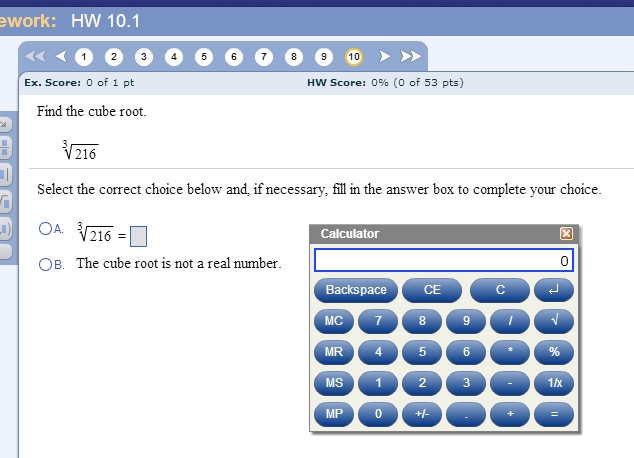 ework: HW 10.1
1 2 3 4 5 6 7 8 9 10
Ex. Score: 0 of 1 pt HW Score: 0% (0 of 53 pts)
Find the cube root.
∛216
Select the correct choice below and, if necessary, fill in the answer box to complete your choice.
A. ∛216 =
B. The cube root is not a real number.
Calculator
0
Backspace CE C ↵
MC 7 8 9 / √
MR 4 5 6 * %
MS 1 2 3 - 1/x
MP 0 +/- . + =